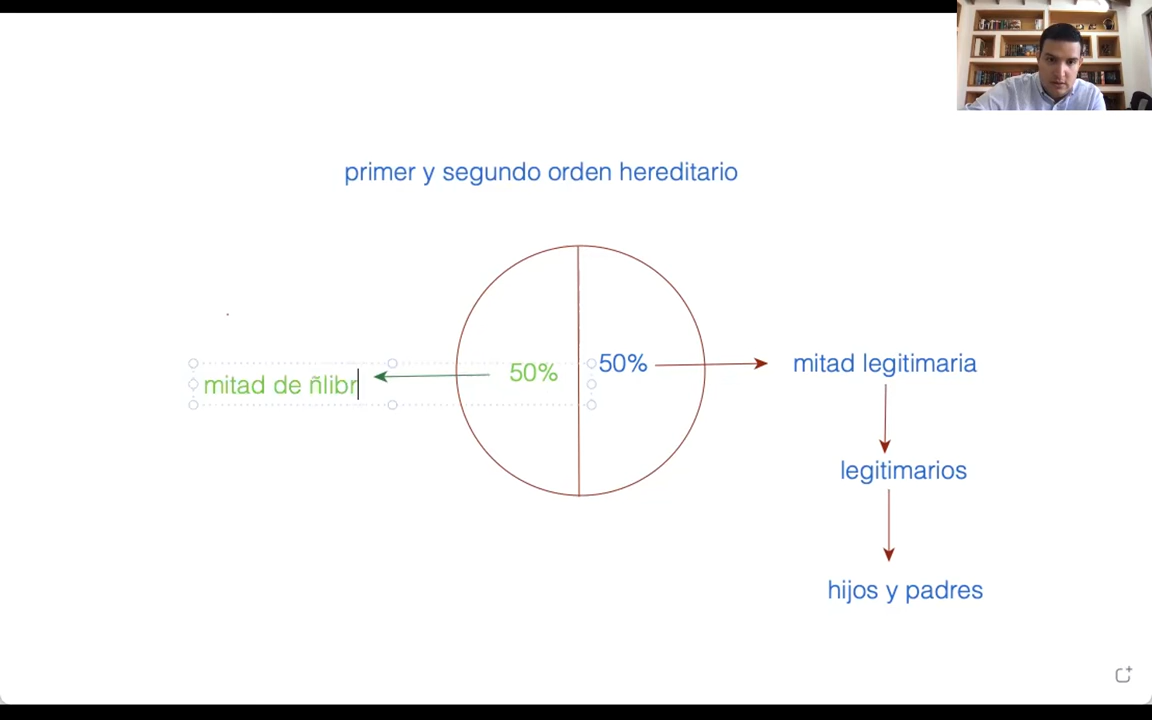 primer y segundo orden hereditario
50%
mitad legitimaria
mitad de ñlibr
50%
legitimarios
hijos y padres